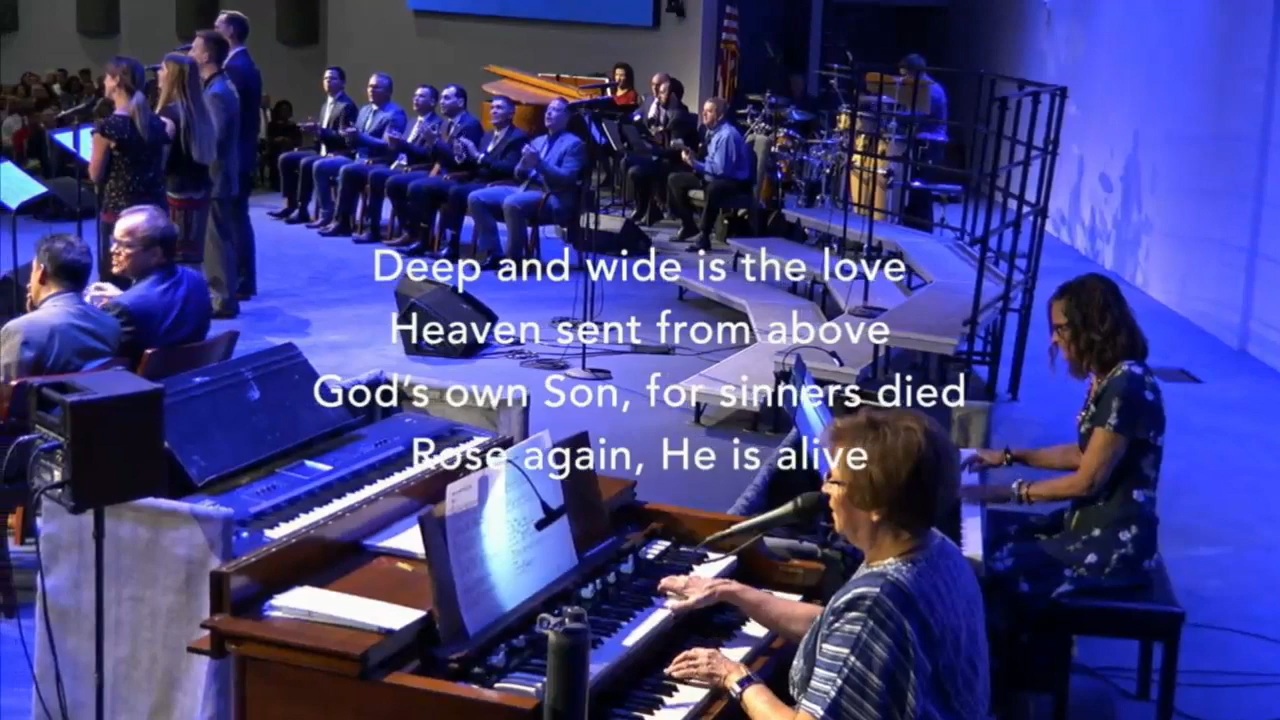 Deep and wide is the love
Heaven sent from above
God's own Son, for sinners died
Rose again, He is alive